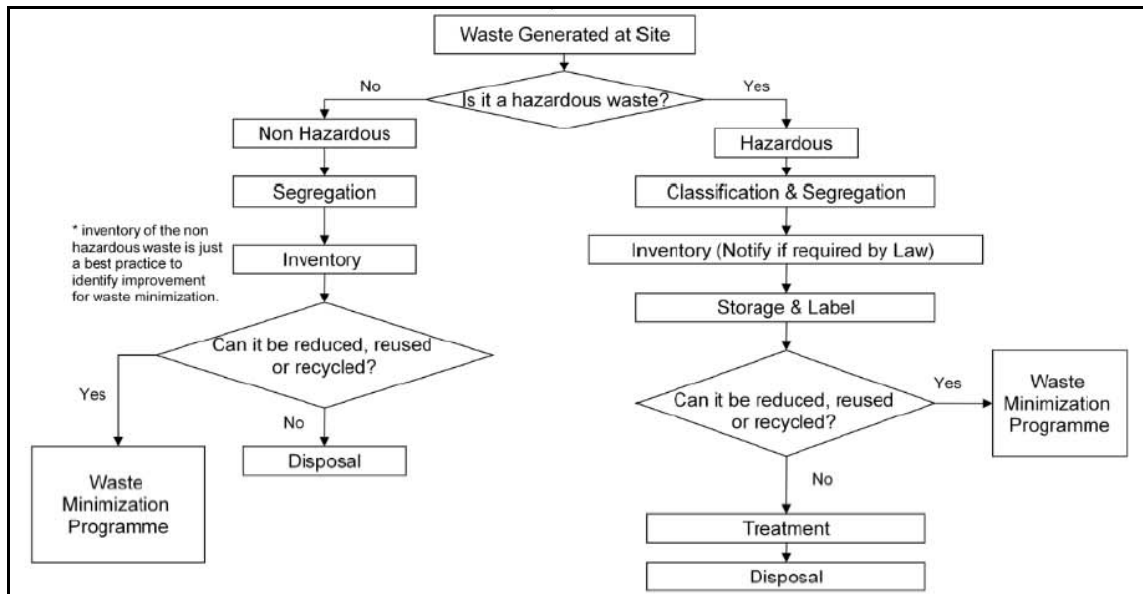 Waste Generated at Site
Is it a hazardous waste?
No
Yes
Non Hazardous
Segregation
* inventory of the non
hazardous waste is just
a best practice to
identify improvement
for waste minimization.
Inventory
Can it be reduced, reused
or recycled?
Yes
No
Waste
Minimization
Programme
Disposal
Hazardous
Classification & Segregation
Inventory (Notify if required by Law)
Storage & Label
Can it be reduced, reused
or recycled?
Yes
Waste
Minimization
Programme
No
Treatment
Disposal